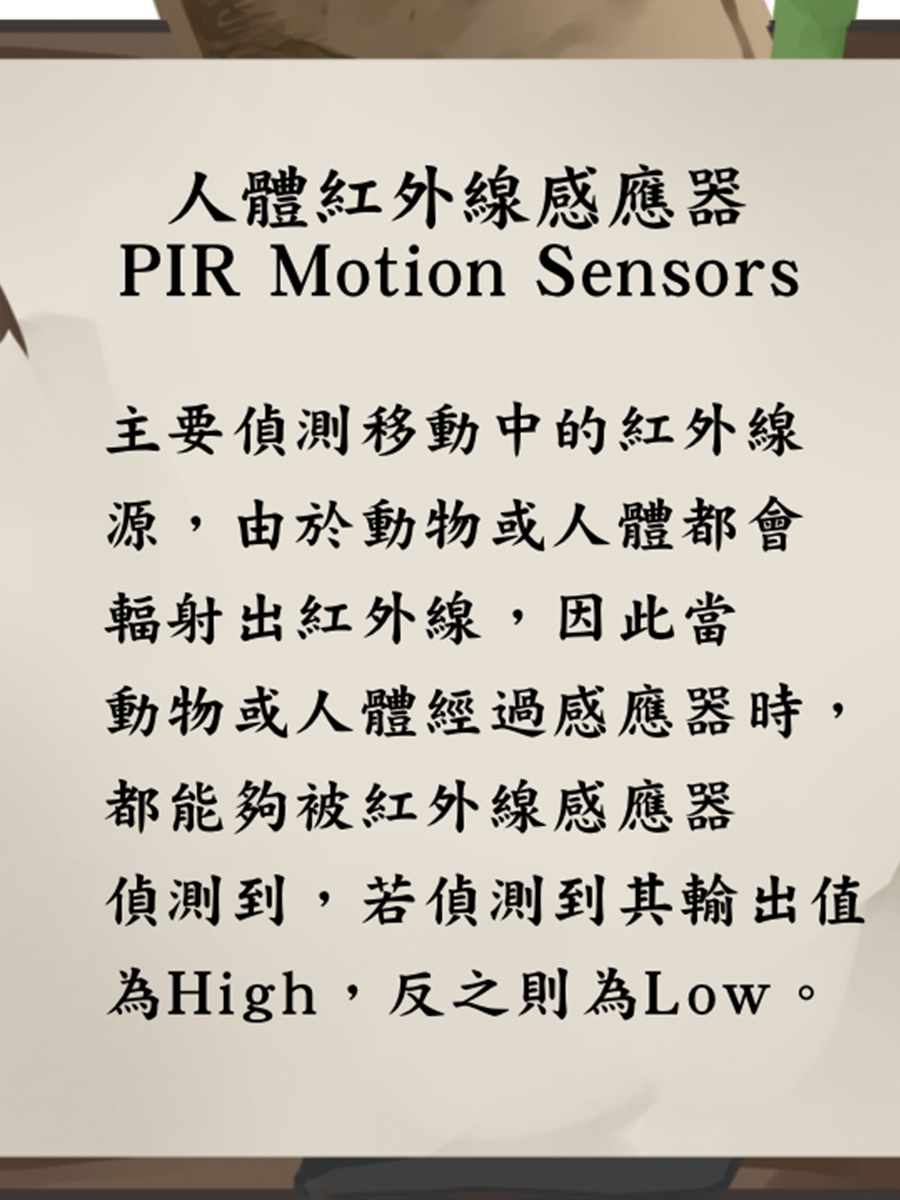 人體紅外線感應器
PIR Motion Sensors
主要偵測移動中的紅外線
源，由於動物或人體都會
輻射出紅外線，因此當
動物或人體經過感應器時，
都能夠被紅外線感應器
偵測到，若偵測到其輸出值
為High，反之則為Low。